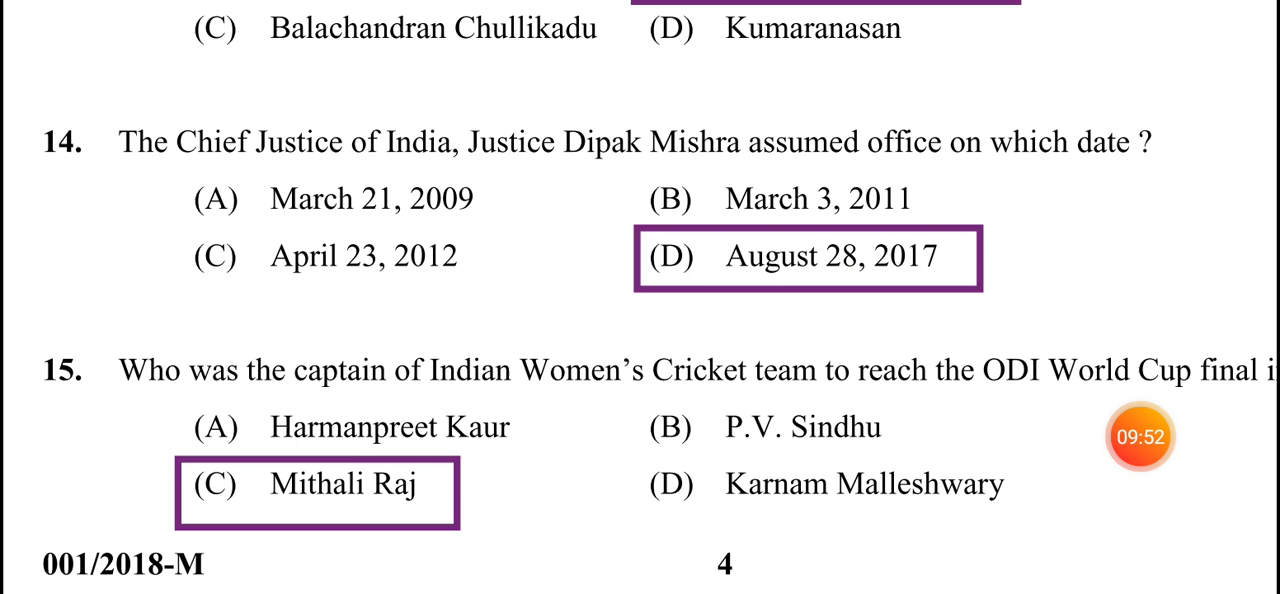 (C) Balachandran Chullikadu (D) Kumaranasan
14. The Chief Justice of India, Justice Dipak Mishra assumed office on which date ?
(A) March 21, 2009 (B) March 3, 2011
(C) April 23, 2012 (D) August 28, 2017
15. Who was the captain of Indian Women’s Cricket team to reach the ODI World Cup final
(A) Harmanpreet Kaur (B) P.V. Sindhu
09:52
(C) Mithali Raj (D) Karnam Malleshwary
001/2018-M 4